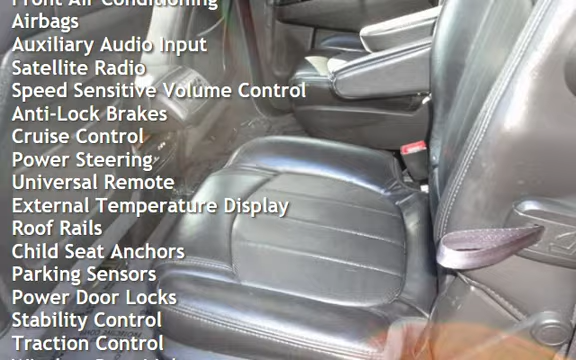 Front Air Conditioning
Airbags
Auxiliary Audio Input
Satellite Radio
Speed Sensitive Volume Control
Anti-Lock Brakes
Cruise Control
Power Steering
Universal Remote
External Temperature Display
Roof Rails
Child Seat Anchors
Parking Sensors
Power Door Locks
Stability Control
Traction Control